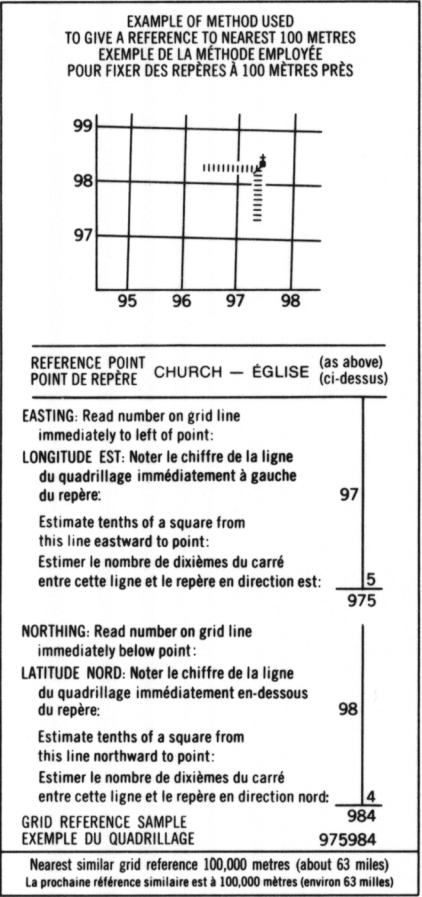 EXAMPLE OF METHOD USED
TO GIVE A REFERENCE TO NEAREST 100 METRES
EXEMPLE DE LA MÉTHODE EMPLOYÉE
POUR FIXER DES REPÈRES À 100 MÈTRES PRÈS
99
98
97
95 96 97 98
REFERENCE POINT
POINT DE REPÈRE
CHURCH — ÉGLISE
(as above)
(ci-dessus)
EASTING: Read number on grid line
immediately to left of point:
LONGITUDE EST: Noter le chiffre de la ligne
du quadrillage immédiatement à gauche
du repère: 97
Estimate tenths of a square from
this line eastward to point:
Estimer le nombre de dixièmes du carré
entre cette ligne et le repère en direction est: 5
975
NORTHING: Read number on grid line
immediately below point:
LATITUDE NORD: Noter le chiffre de la ligne
du quadrillage immédiatement en-dessous
du repère: 98
Estimate tenths of a square from
this line northward to point:
Estimer le nombre de dixièmes du carré
entre cette ligne et le repère en direction nord: 4
984
GRID REFERENCE SAMPLE
EXEMPLE DU QUADRILLAGE 975984
Nearest similar grid reference 100,000 metres (about 63 miles)
La prochaine référence similaire est à 100,000 mètres (environ 63 milles)